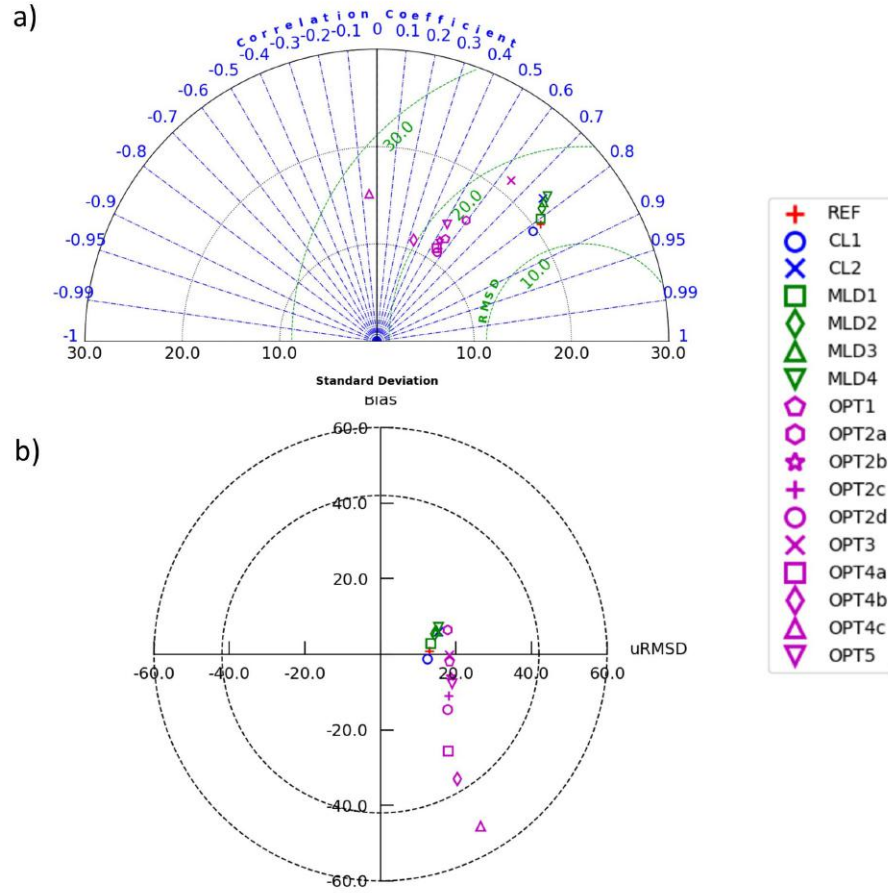 a)
Correlation Coefficient
-1 -0.99 -0.95 -0.9 -0.8 -0.7 -0.6 -0.5 -0.4 -0.3 -0.2 -0.1 0 0.1 0.2 0.3 0.4 0.5 0.6 0.7 0.8 0.9 0.95 0.99 1
30.0
20.0
10.0
RMSD
30.0 20.0 10.0 0.0 10.0 20.0 30.0
Standard Deviation
REF
CL1
CL2
MLD1
MLD2
MLD3
MLD4
OPT1
OPT2a
OPT2b
OPT2c
OPT2d
OPT3
OPT4a
OPT4b
OPT4c
OPT5
b)
Bias
60.0
40.0
20.0
uRMSD
-60.0 -40.0 -20.0 20.0 40.0 60.0
-20.0
-40.0
-60.0